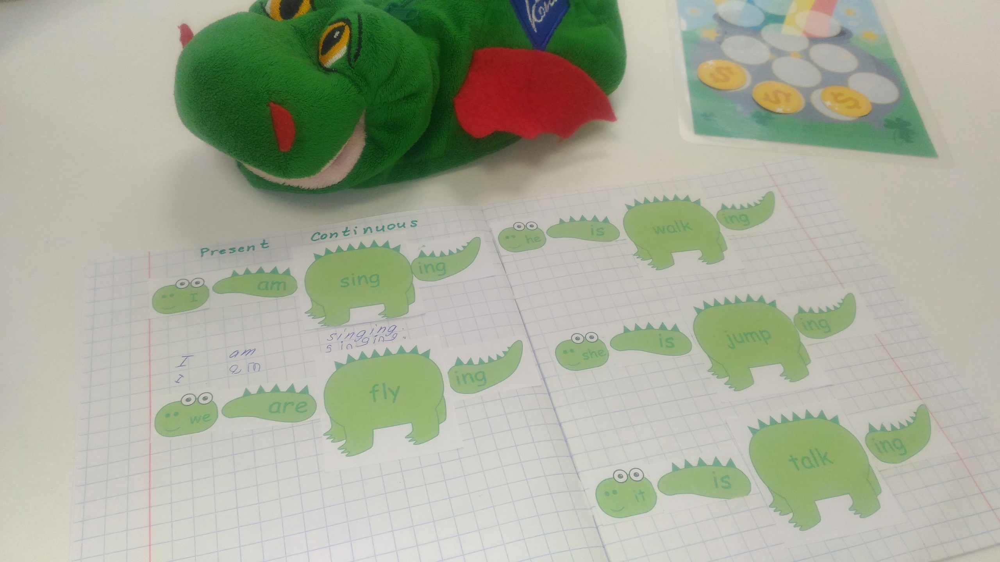 Present Continuous
I am sing ing
I am singing.
I am singing.
we are fly ing
he is walk ing
she is jump ing
it is talk ing
$ $ $